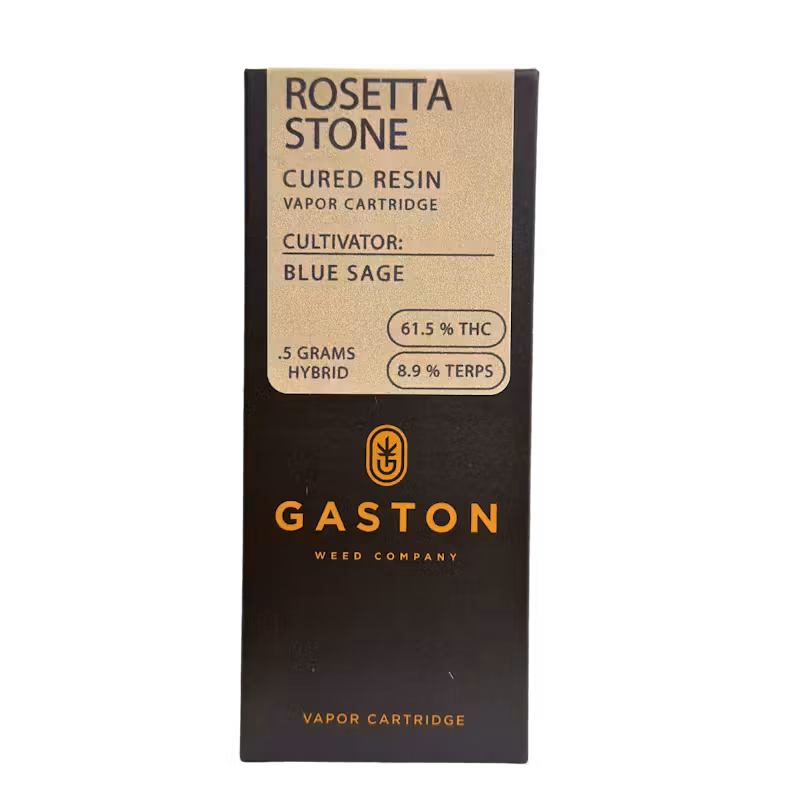 ROSETTA
STONE
CURED RESIN
VAPOR CARTRIDGE
CULTIVATOR:
BLUE SAGE
61.5 % THC
.5 GRAMS
HYBRID
8.9 % TERPS
GASTON
WEED COMPANY
VAPOR CARTRIDGE